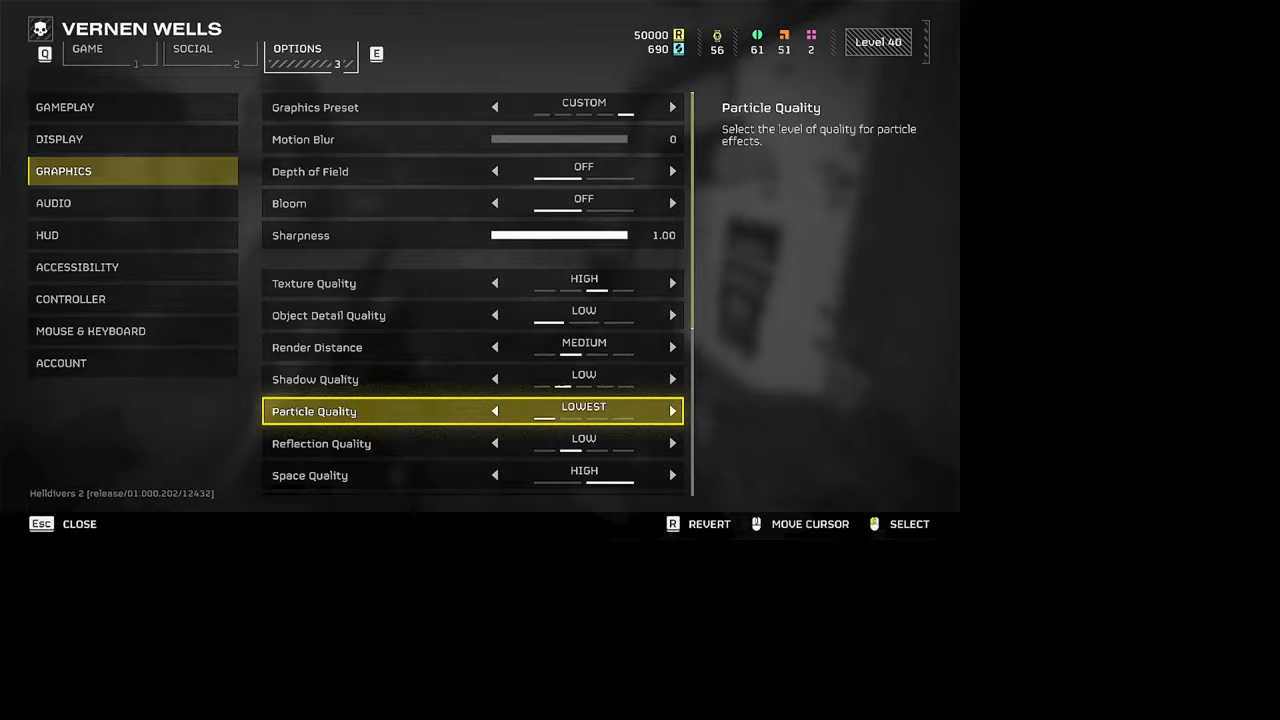 VERNEN WELLS
50000 R
690
56
61
51
2
Level 40
Q
GAME
1
SOCIAL
2
OPTIONS
3
E
GAMEPLAY
DISPLAY
GRAPHICS
AUDIO
HUD
ACCESSIBILITY
CONTROLLER
MOUSE & KEYBOARD
ACCOUNT
Graphics Preset CUSTOM
Motion Blur 0
Depth of Field OFF
Bloom OFF
Sharpness 1.00
Texture Quality HIGH
Object Detail Quality LOW
Render Distance MEDIUM
Shadow Quality LOW
Particle Quality LOWEST
Reflection Quality LOW
Space Quality HIGH
Particle Quality
Select the level of quality for particle
effects.
Helldivers 2 [release/01.000.202/12432]
Esc CLOSE
R REVERT
MOVE CURSOR
SELECT